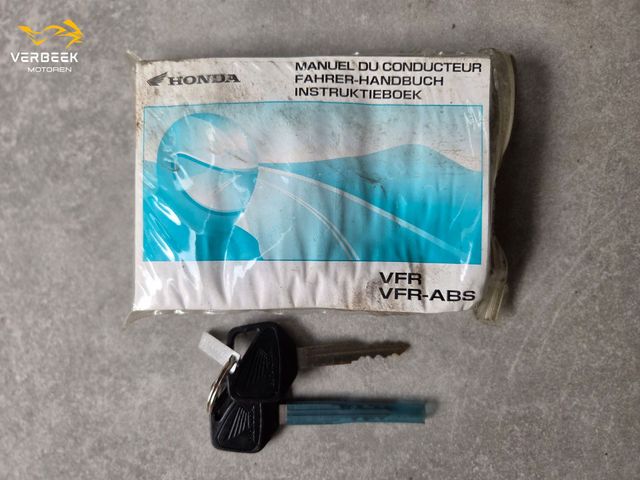 VERBEEK
MOTOREN
HONDA
MANUEL DU CONDUCTEUR
FAHRER-HANDBUCH
INSTRUKTIEBOEK
VFR
VFR-ABS